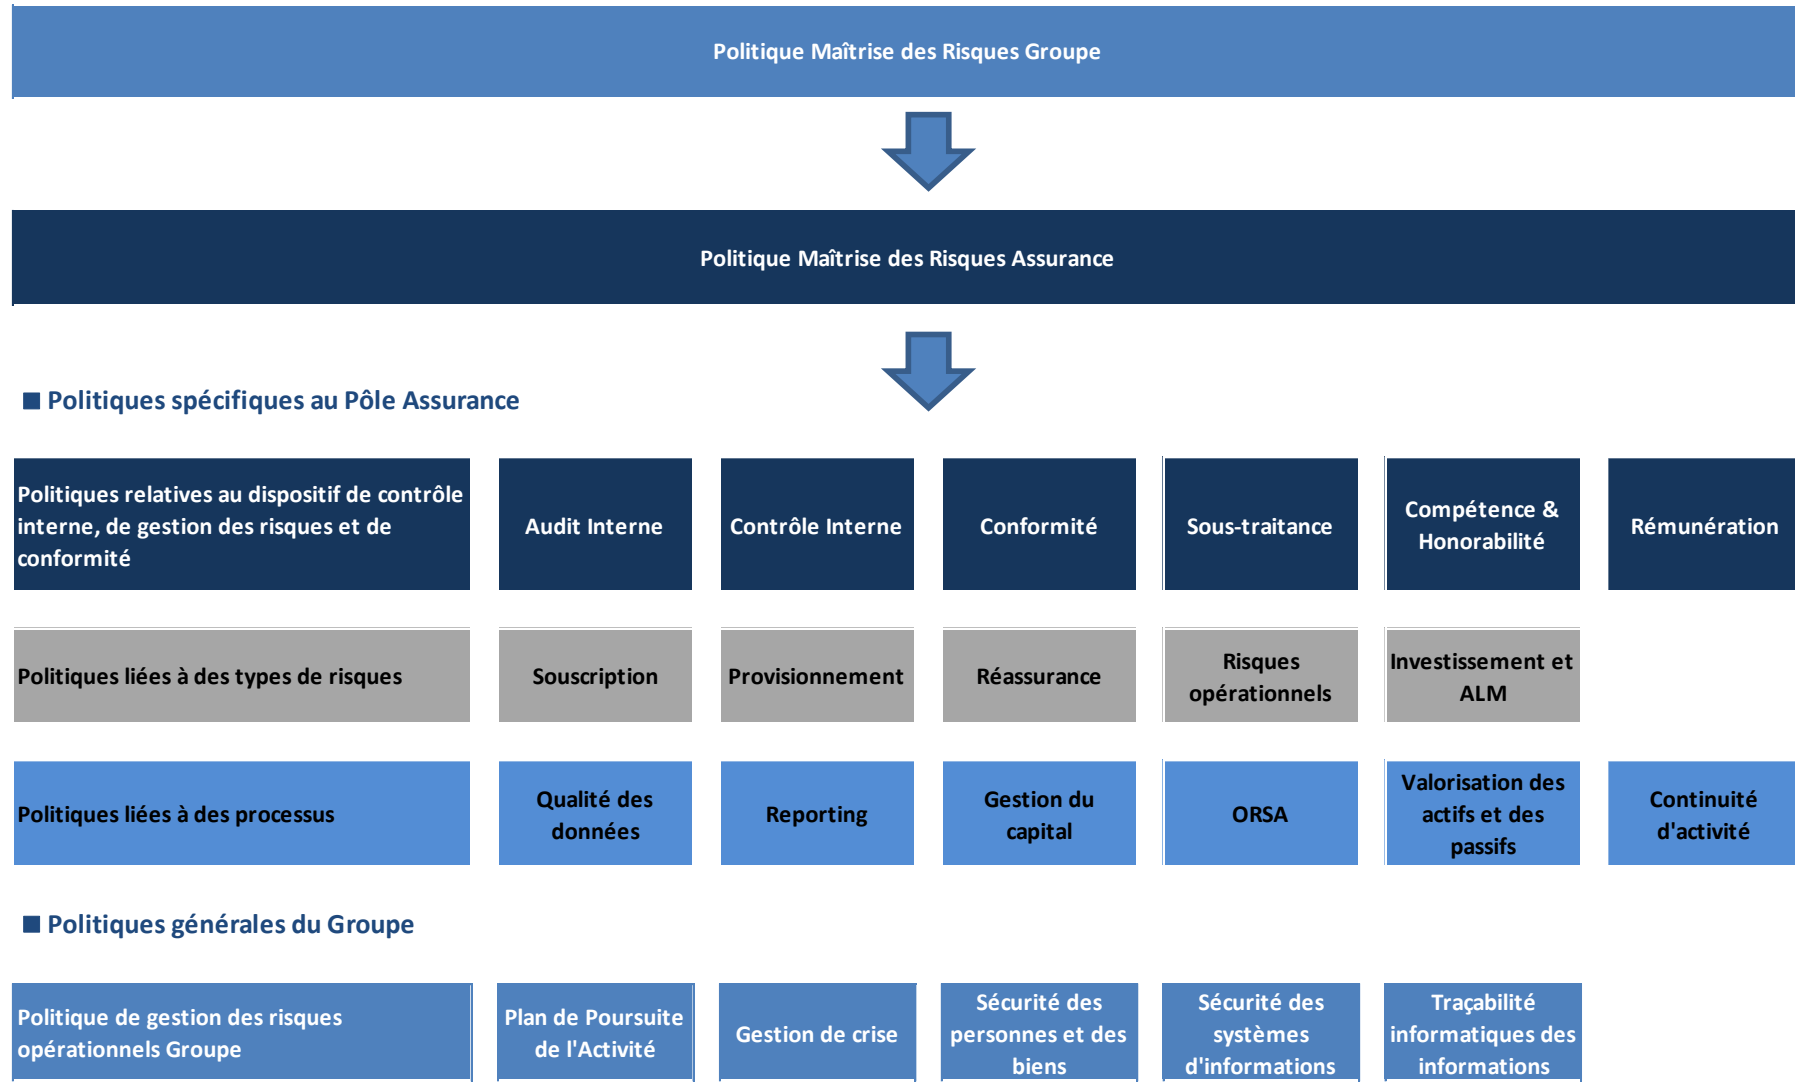 Politique Maîtrise des Risques Groupe
Politique Maîtrise des Risques Assurance
Politiques spécifiques au Pôle Assurance
Politiques relatives au dispositif de contrôle
interne, de gestion des risques et de
conformité
Audit Interne
Contrôle Interne
Conformité
Sous-traitance
Compétence &
Honorabilité
Rémunération
Politiques liées à des types de risques
Souscription
Provisionnement
Réassurance
Risques
opérationnels
Investissement et
ALM
Politiques liées à des processus
Qualité des
données
Reporting
Gestion du
capital
ORSA
Valorisation des
actifs et des
passifs
Continuité
d'activité
Politiques générales du Groupe
Politique de gestion des risques
opérationnels Groupe
Plan de Poursuite
de l'Activité
Gestion de crise
Sécurité des
personnes et des
biens
Sécurité des
systèmes
d'informations
Traçabilité
informatiques des
informations